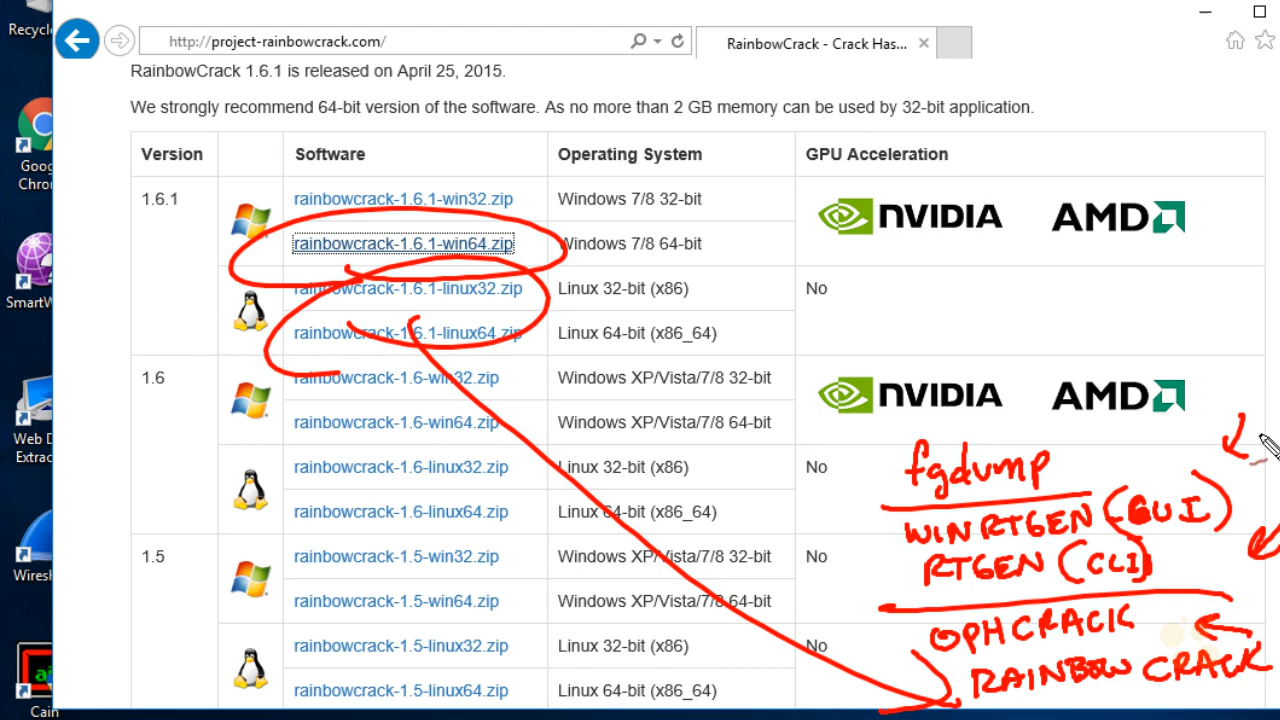 Recycl
http://project-rainbowcrack.com/
RainbowCrack - Crack Has...
RainbowCrack 1.6.1 is released on April 25, 2015.
We strongly recommend 64-bit version of the software. As no more than 2 GB memory can be used by 32-bit application.
Version Software Operating System GPU Acceleration
1.6.1 rainbowcrack-1.6.1-win32.zip Windows 7/8 32-bit NVIDIA AMD
rainbowcrack-1.6.1-win64.zip Windows 7/8 64-bit
rainbowcrack-1.6.1-linux32.zip Linux 32-bit (x86) No
rainbowcrack-1.6.1-linux64.zip Linux 64-bit (x86_64)
1.6 rainbowcrack-1.6-win32.zip Windows XP/Vista/7/8 32-bit NVIDIA AMD
rainbowcrack-1.6-win64.zip Windows XP/Vista/7/8 64-bit
rainbowcrack-1.6-linux32.zip Linux 32-bit (x86) No
rainbowcrack-1.6-linux64.zip Linux 64-bit (x86_64)
1.5 rainbowcrack-1.5-win32.zip Windows XP/Vista/7/8 32-bit No
rainbowcrack-1.5-win64.zip Windows XP/Vista/7/8 64-bit
rainbowcrack-1.5-linux32.zip Linux 32-bit (x86) No
rainbowcrack-1.5-linux64.zip Linux 64-bit (x86_64)
fgdump
WINRTGEN (GUI)
RTGEN (CLI)
OPHCRACK
RAINBOW CRACK
Goog
Chro
SmartW
Web D
Extrac
Wiresh
Cain